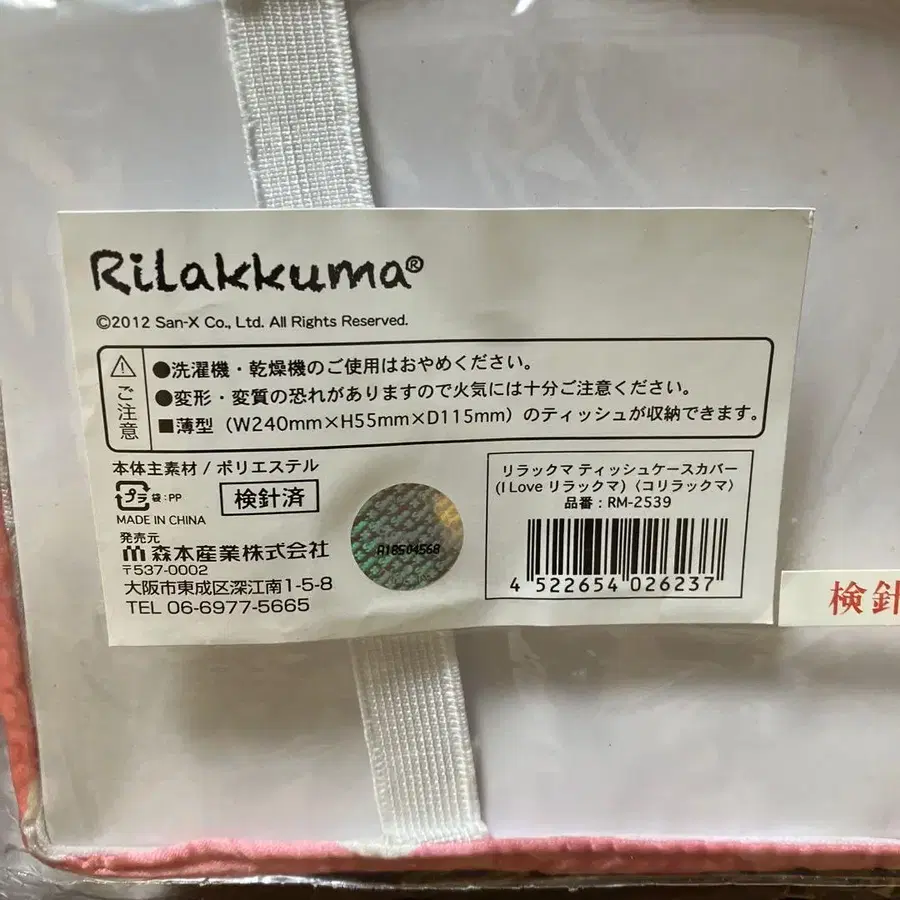 Rilakkuma®
©2012 San-X Co., Ltd. All Rights Reserved.
ご注意
●洗濯機・乾燥機のご使用はおやめください。
●変形・変質の恐れがありますので火気には十分ご注意ください。
■薄型（W240mm×H55mm×D115mm）のティッシュが収納できます。
本体主素材 / ポリエステル
プラ 袋:PP
検針済
MADE IN CHINA
発売元
森本産業株式会社
〒537-0002
大阪市東成区深江南1-5-8
TEL 06-6977-5665
A18504568
リラックマ ティッシュケースカバー
(I Love リラックマ)〈コリラックマ〉
品番：RM-2539
4 522654 026237
検針